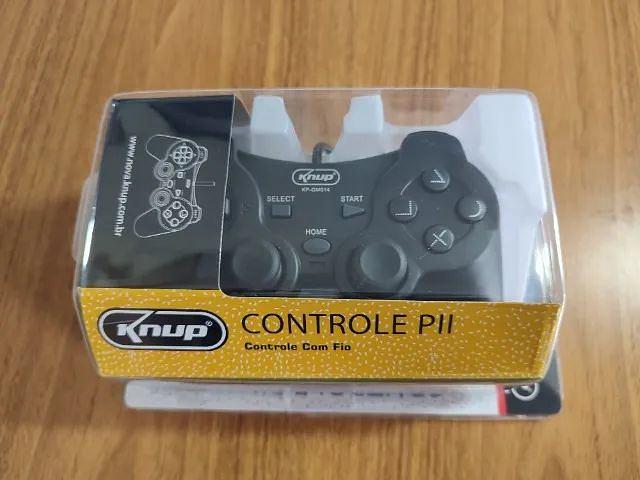 www.nova.knup.com.br
Knup
KP-GM014
SELECT
START
HOME
Knup®
CONTROLE PII
Controle Com Fio